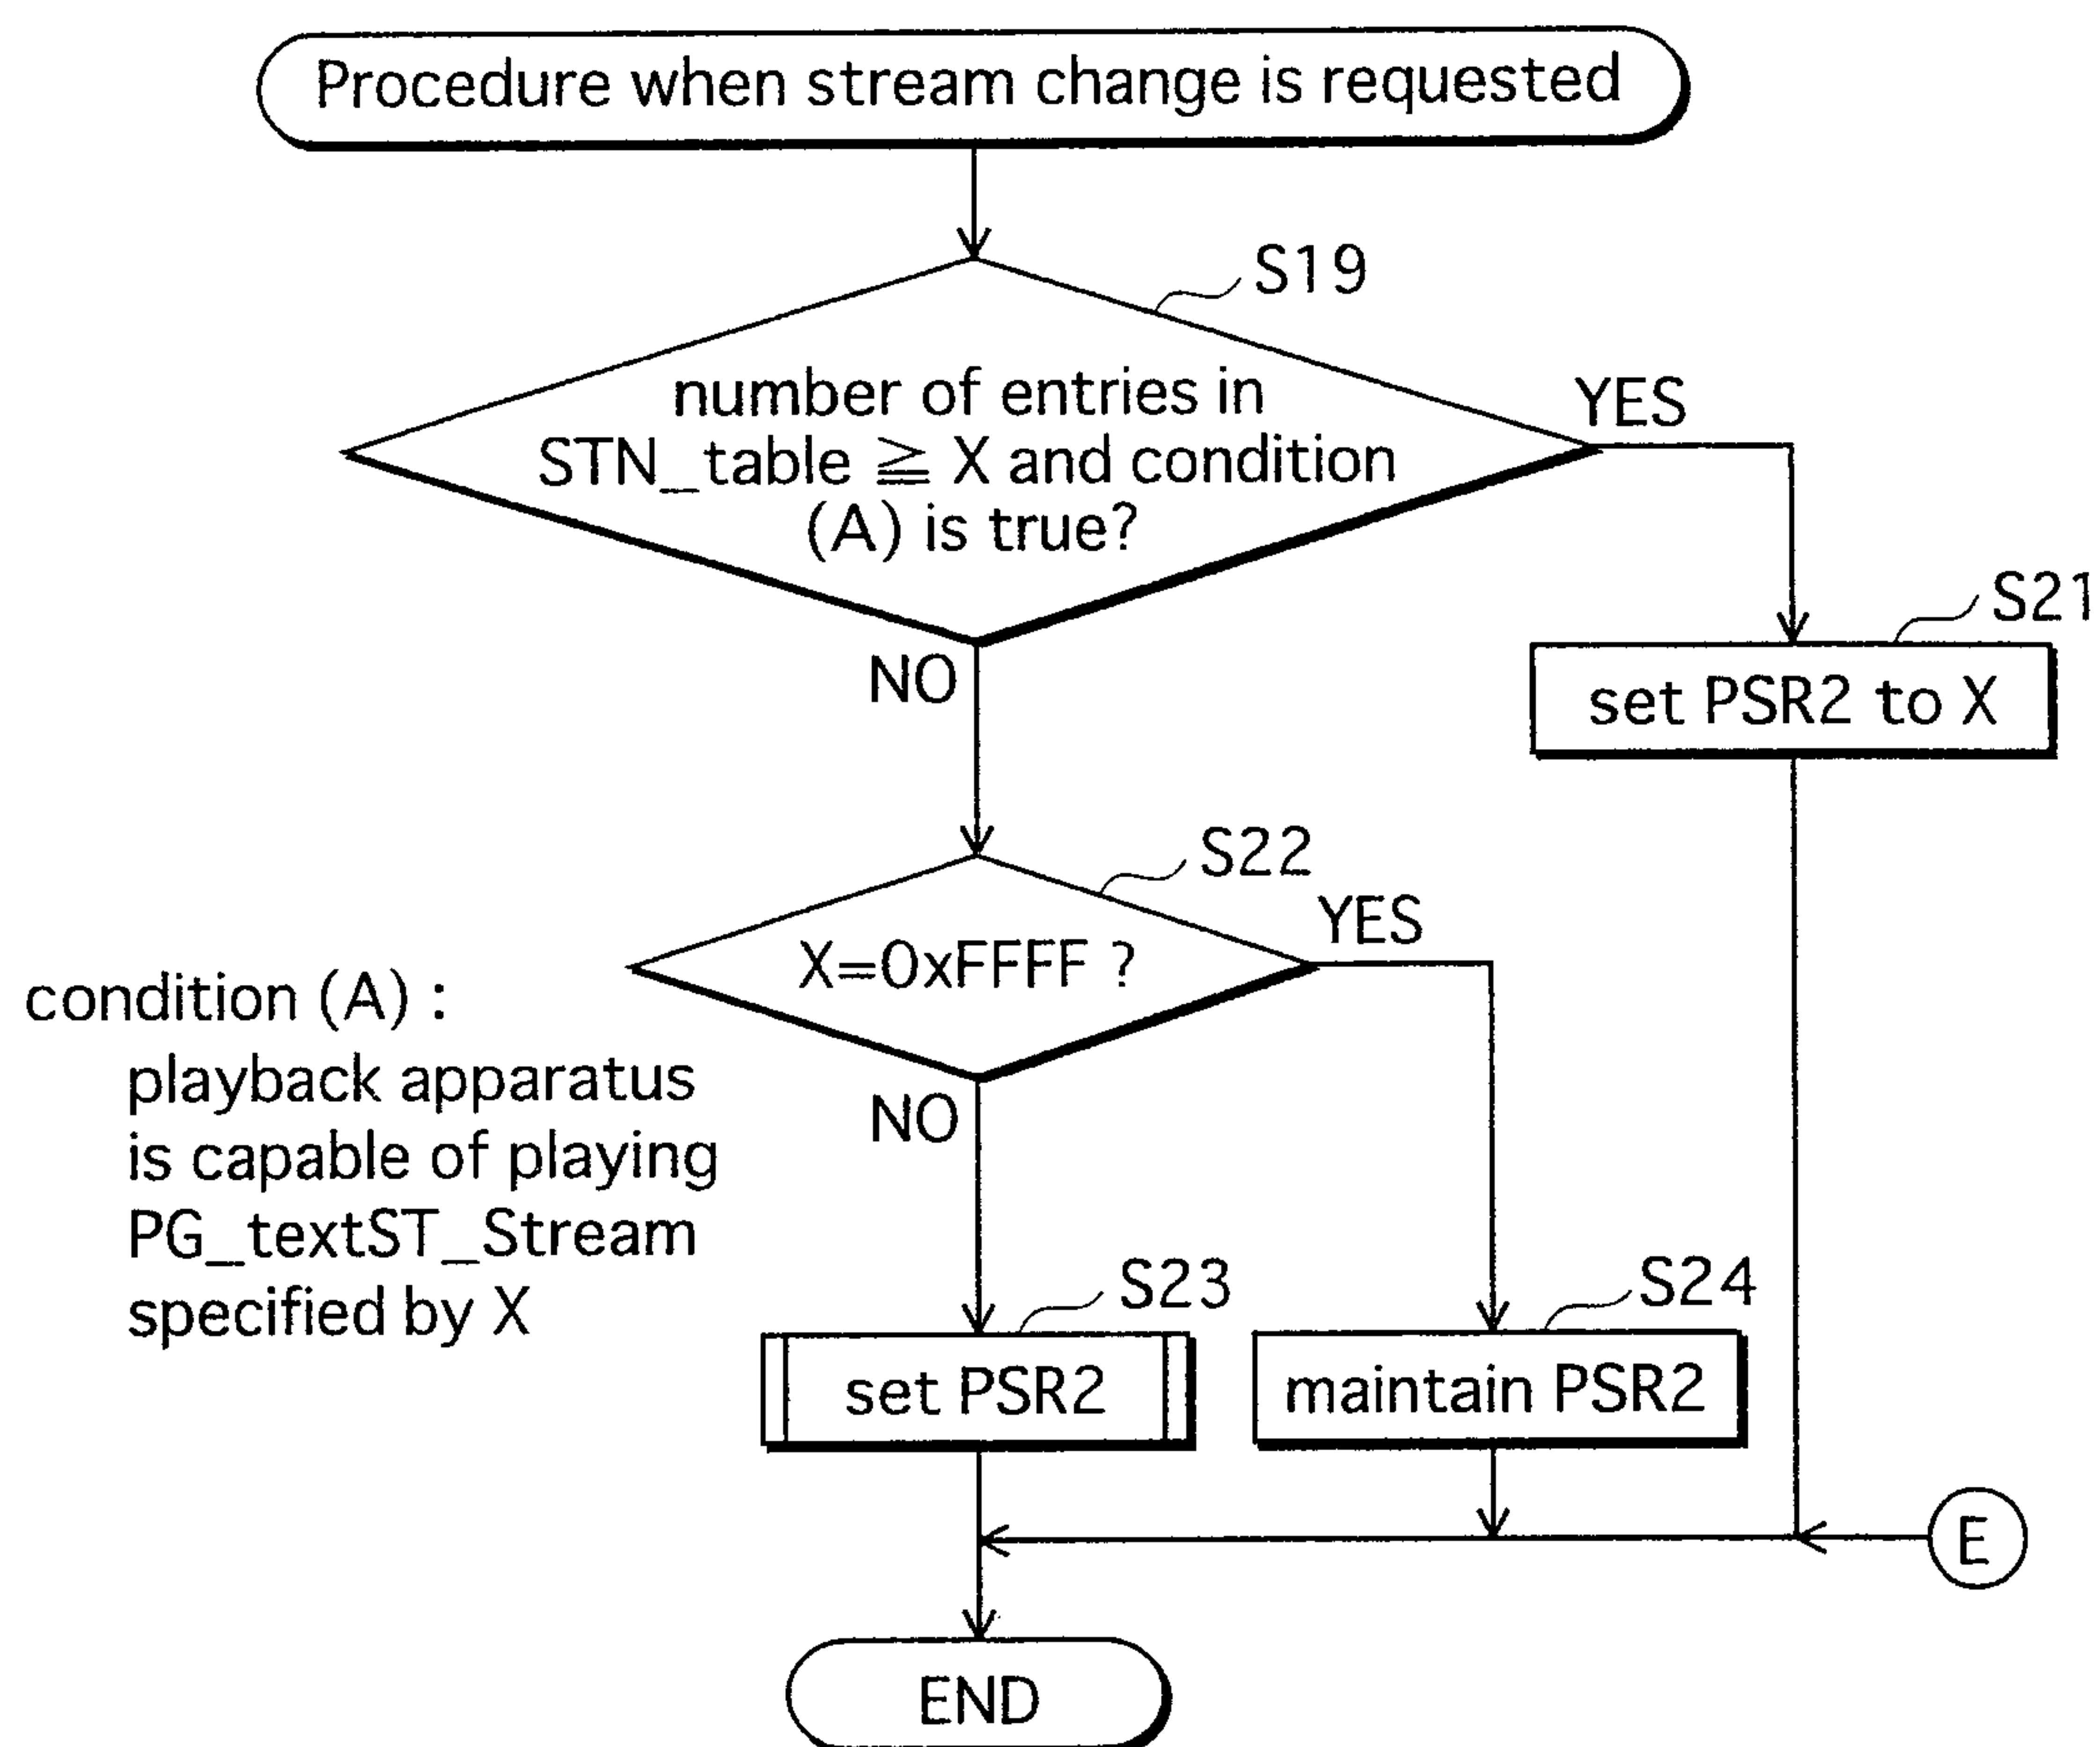 Procedure when stream change is requested
S19
number of entries in
STN_table ≧ X and condition
(A) is true?
YES
NO
S21
set PSR2 to X
S22
X=0xFFFF ?
YES
NO
condition (A) :
playback apparatus
is capable of playing
PG_textST_Stream
specified by X
S23
set PSR2
S24
maintain PSR2
E
END